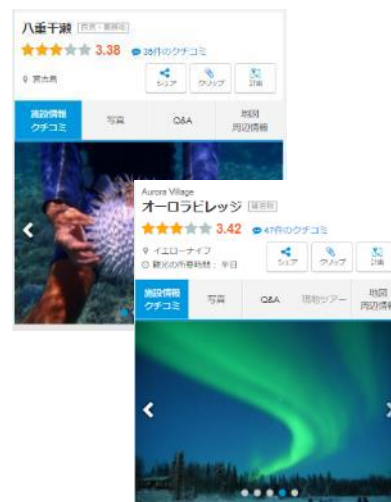 八重干瀬
3.38
件のクチコミ
宮古島
シェア
クリップ
計画
施設情報
クチコミ
写真
Q&A
地図
周辺情報
Aurora Village
オーロラビレッジ
3.42
47件のクチコミ
イエローナイフ
観光の所要時間: 半日
シェア
クリップ
計画
施設情報
クチコミ
写真
Q&A
現地ツアー
地図
周辺情報